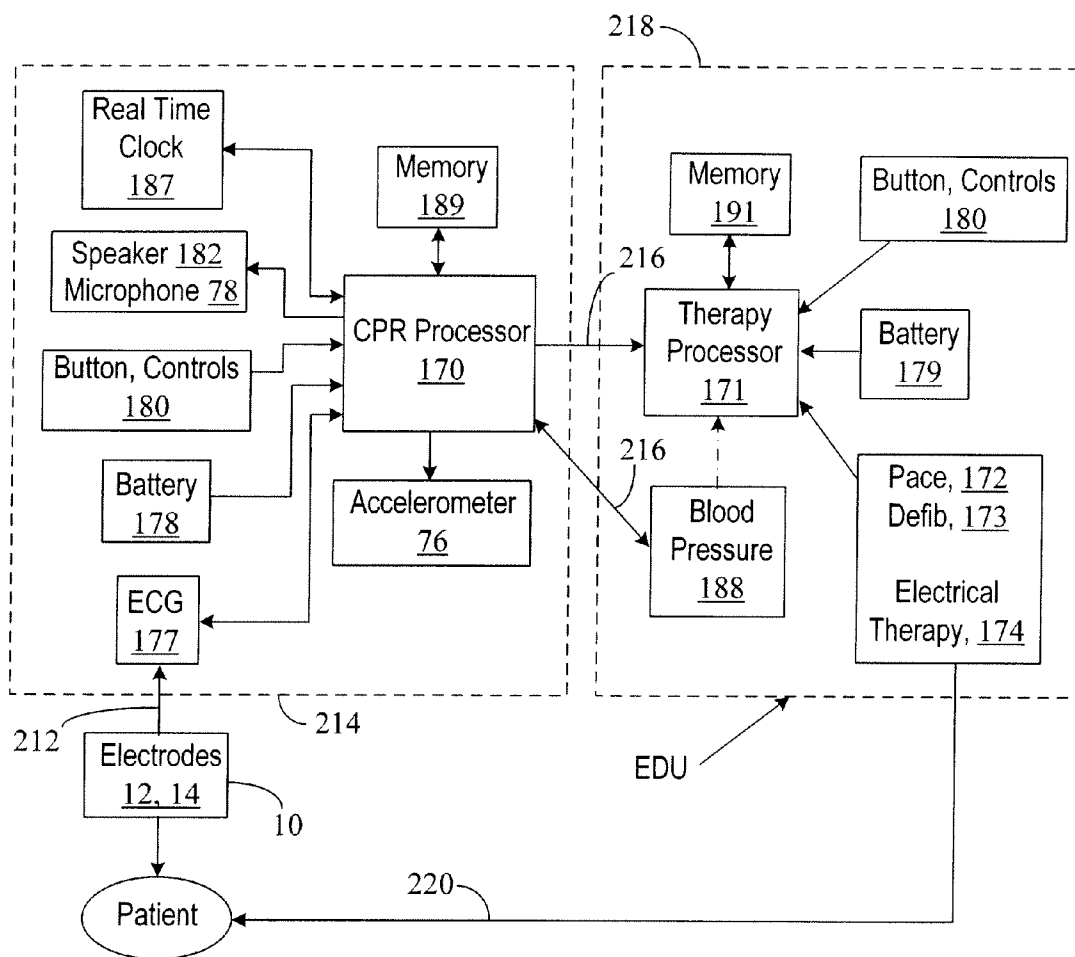 218
Real Time
Clock
187
Memory
189
Speaker 182
Microphone 78
CPR Processor
170
Button, Controls
180
Battery
178
Accelerometer
76
ECG
177
212
214
Electrodes
12, 14
10
Patient
216
216
Memory
191
Button, Controls
180
Therapy
Processor
171
Battery
179
Blood
Pressure
188
Pace, 172
Defib, 173
Electrical
Therapy, 174
EDU
220